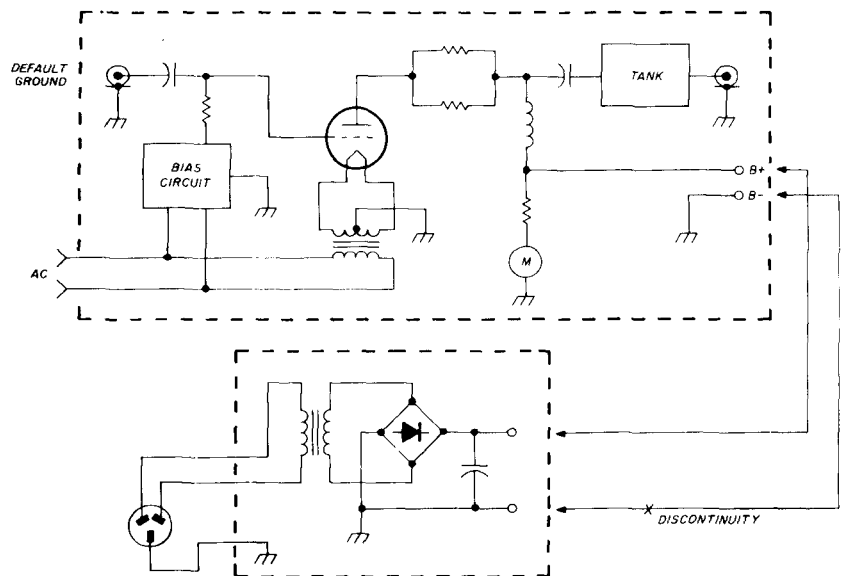 DEFAULT
GROUND
TANK
BIAS
CIRCUIT
B+
B-
AC
M
X
DISCONTINUITY